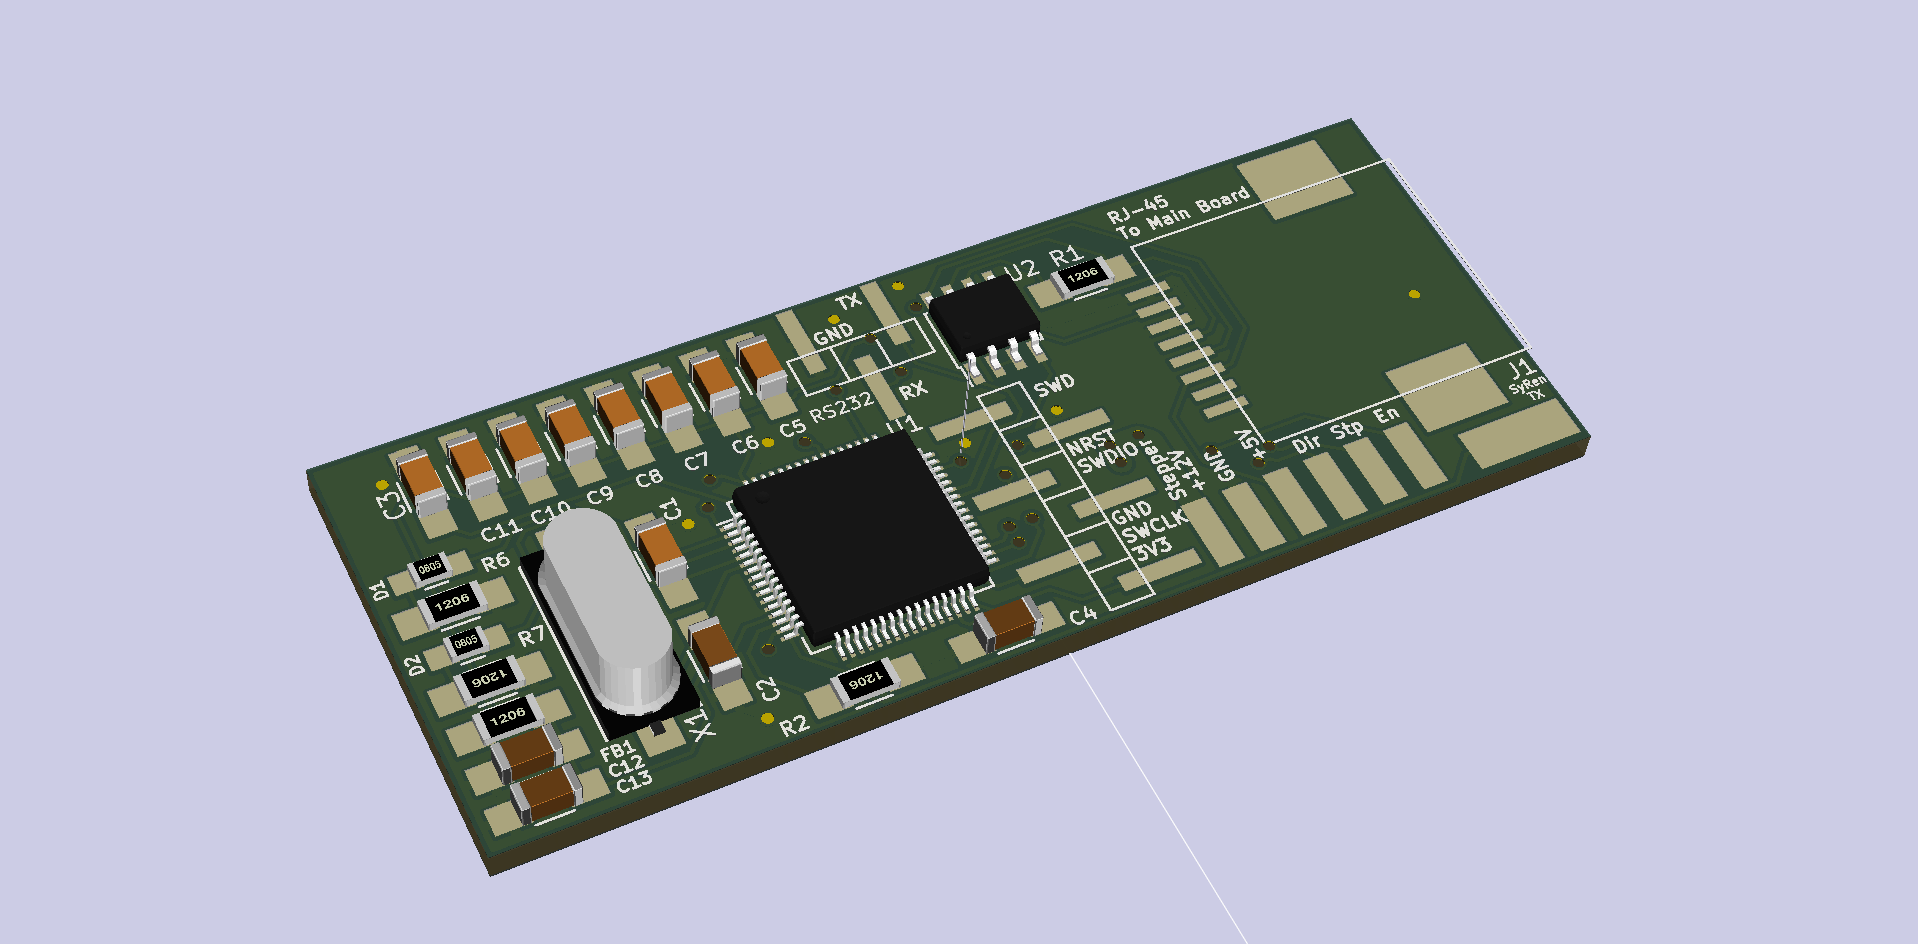 RJ-45
To Main Board
U2
R1
1206
TX
GND
RS232
RX
SWD
U1
NRST
SWDIO
GND
SWCLK
3V3
Stepper
+12V
GND
+5V
Dir Stp En
J1
SyRen
TX
C3
C11
C10
C9
C8
C7
C6
C5
C1
C2
C4
D1
0805
R6
1206
D2
0805
R7
1206
1206
FB1
C12
C13
X1
R2
1206